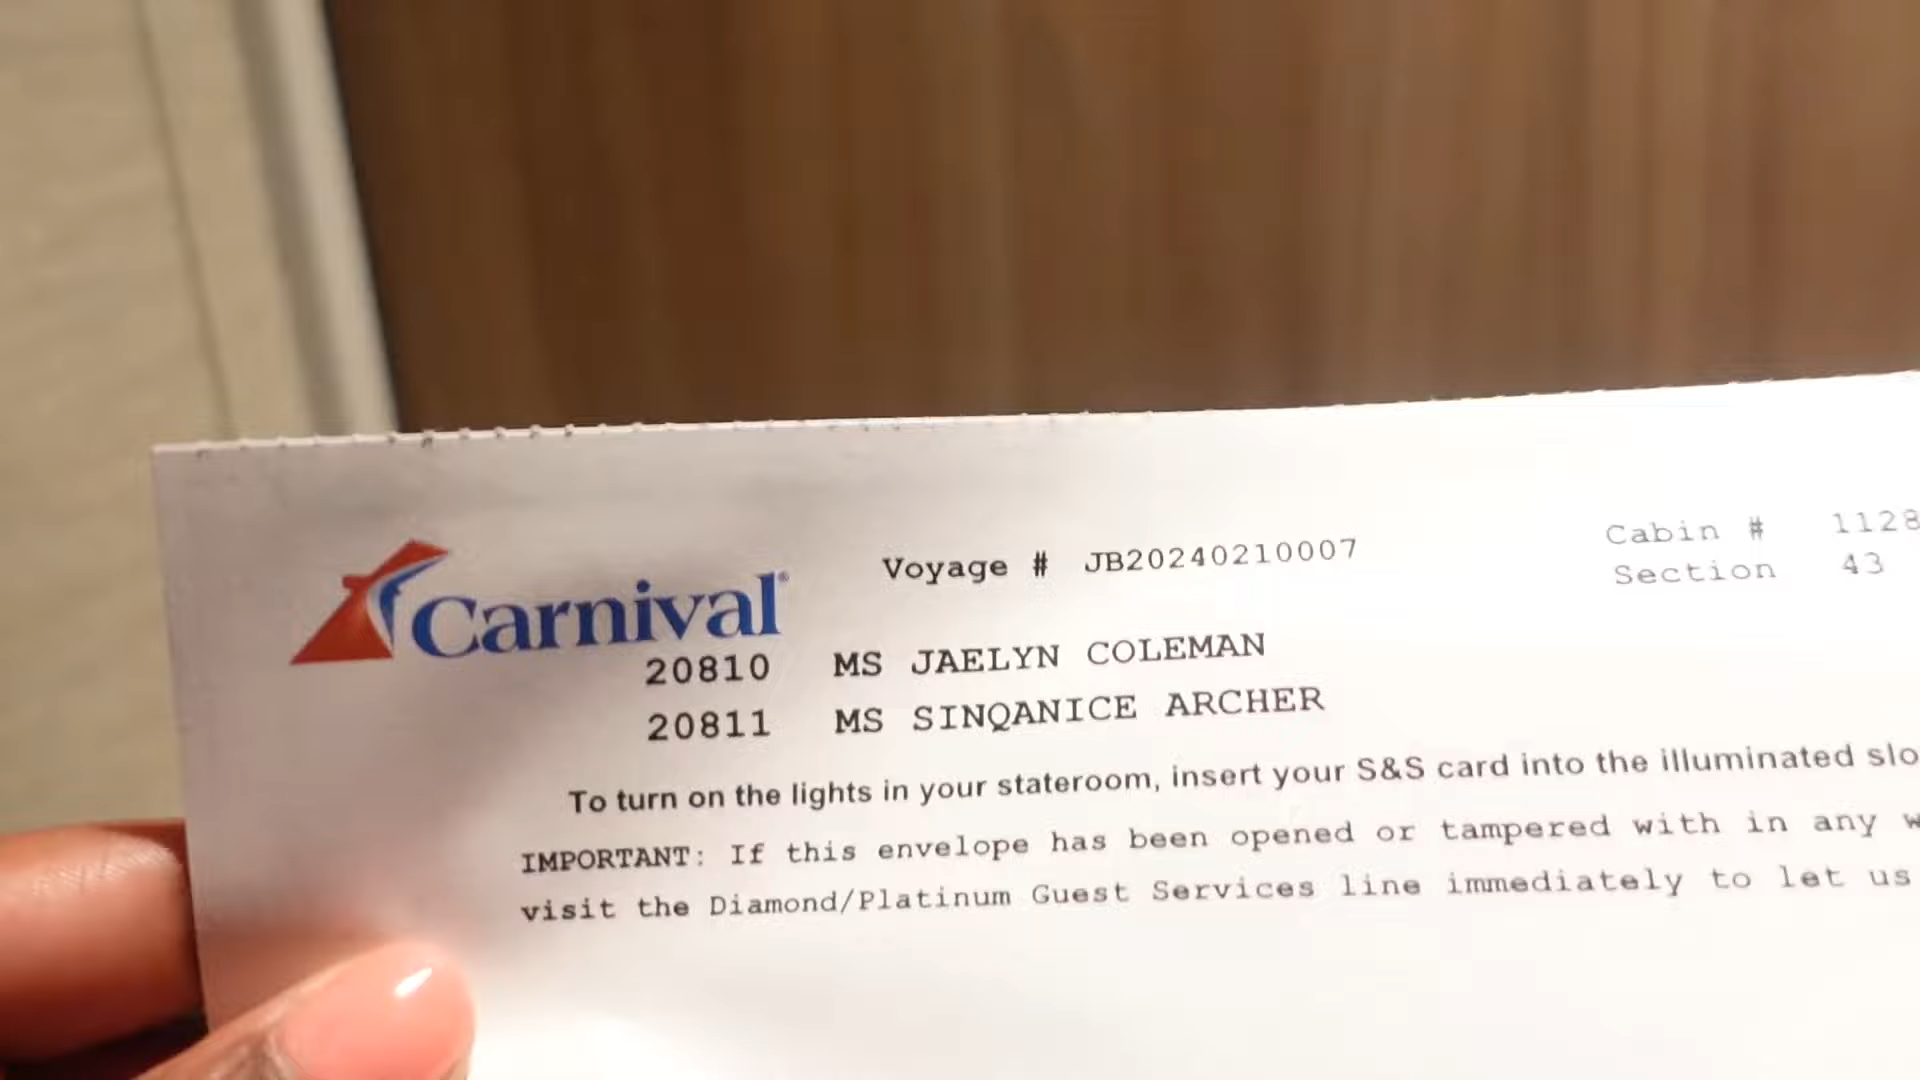 Carnival®
Voyage # JB20240210007
Cabin # 1128
Section 43
20810 MS JAELYN COLEMAN
20811 MS SINQANICE ARCHER
To turn on the lights in your stateroom, insert your S&S card into the illuminated slo
IMPORTANT: If this envelope has been opened or tampered with in any w
visit the Diamond/Platinum Guest Services line immediately to let us